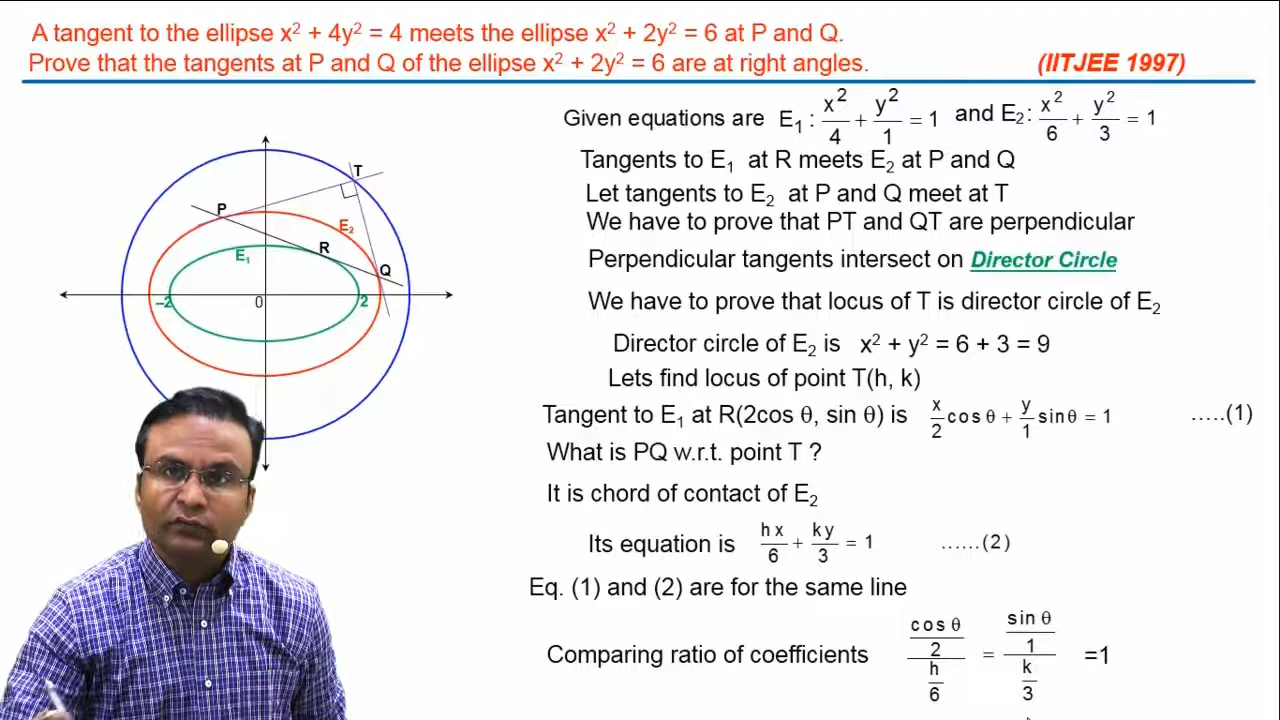 A tangent to the ellipse x² + 4y² = 4 meets the ellipse x² + 2y² = 6 at P and Q.
Prove that the tangents at P and Q of the ellipse x² + 2y² = 6 are at right angles. (IITJEE 1997)
Given equations are E₁ : x²/4 + y²/1 = 1 and E₂: x²/6 + y²/3 = 1
Tangents to E₁ at R meets E₂ at P and Q
Let tangents to E₂ at P and Q meet at T
We have to prove that PT and QT are perpendicular
Perpendicular tangents intersect on Director Circle
We have to prove that locus of T is director circle of E₂
Director circle of E₂ is x² + y² = 6 + 3 = 9
Lets find locus of point T(h, k)
Tangent to E₁ at R(2cos θ, sin θ) is x/2 cos θ + y/1 sin θ = 1 .....(1)
What is PQ w.r.t. point T ?
It is chord of contact of E₂
Its equation is hx/6 + ky/3 = 1 ......(2)
Eq. (1) and (2) are for the same line
Comparing ratio of coefficients (cos θ/2)/(h/6) = (sin θ/1)/(k/3) =1
T
P
E₂
R
E₁
Q
–2
0
2